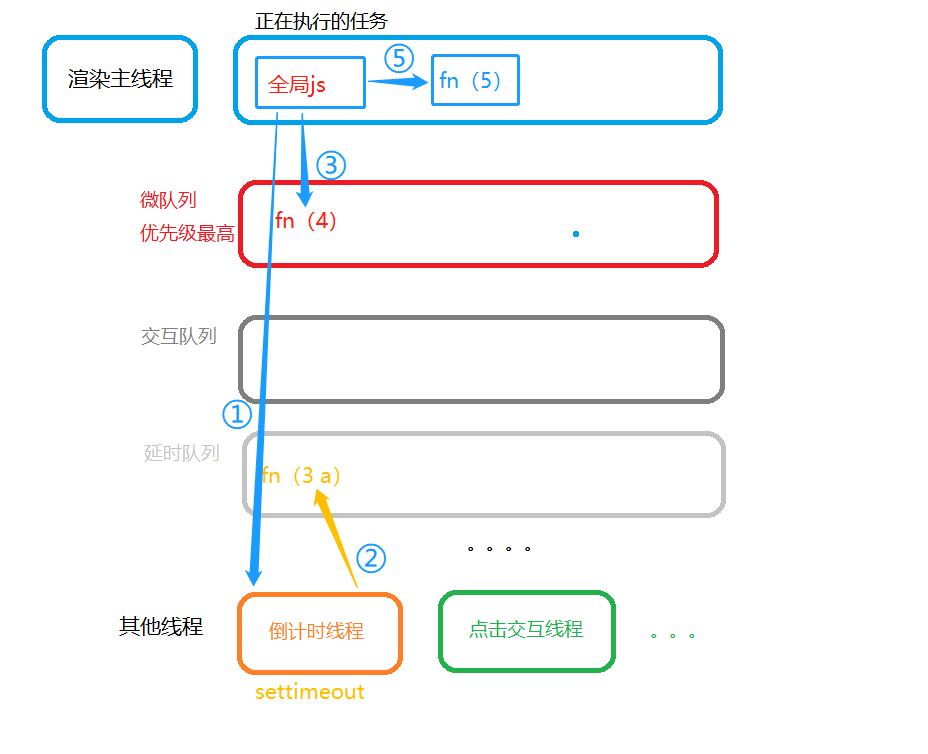 正在执行的任务
渲染主线程
全局js
⑤
fn（5）
③
微队列
优先级最高
fn（4）
交互队列
①
延时队列
fn（3 a）
。。。。
②
其他线程
倒计时线程
点击交互线程
。。。
settimeout